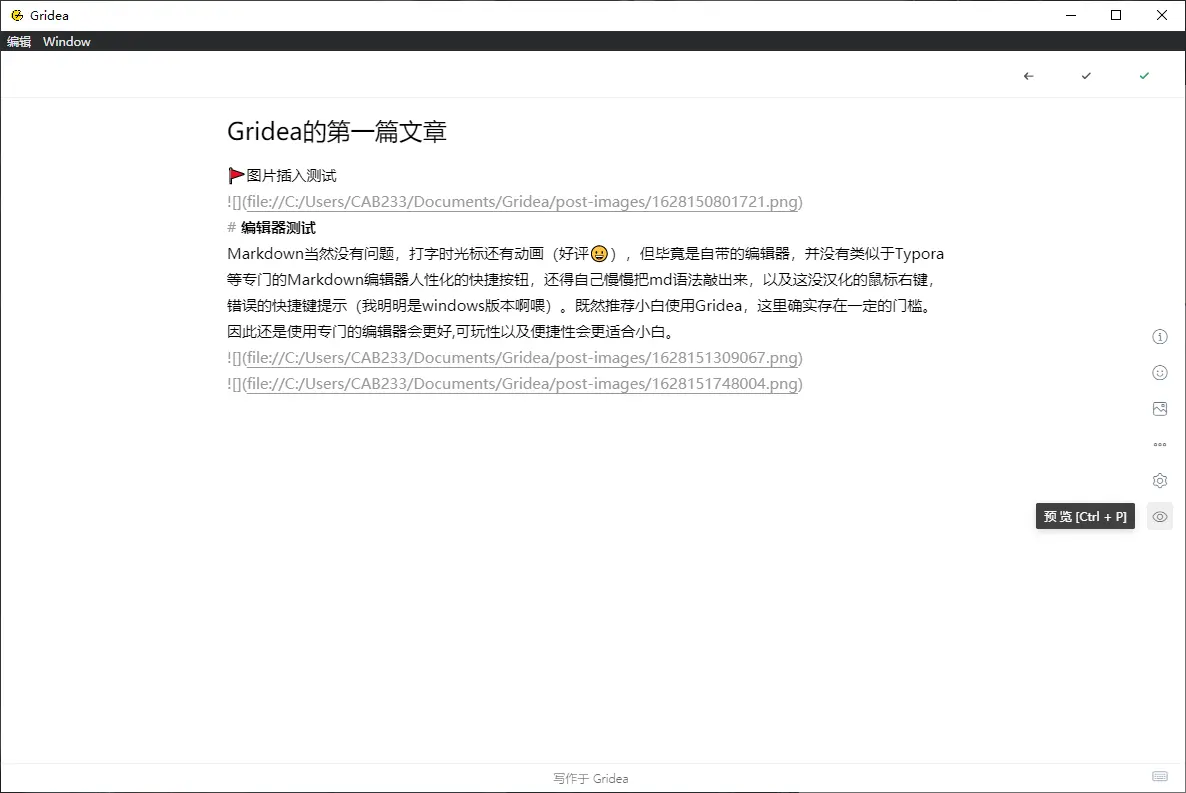 Gridea
编辑 Window
Gridea的第一篇文章
🚩图片插入测试
![](file://C:/Users/CAB233/Documents/Gridea/post-images/1628150801721.png)
# 编辑器测试
Markdown当然没有问题，打字时光标还有动画（好评😀），但毕竟是自带的编辑器，并没有类似于Typora
等专门的Markdown编辑器人性化的快捷按钮，还得自己慢慢把md语法敲出来，以及这没汉化的鼠标右键，
错误的快捷键提示（我明明是windows版本啊喂）。既然推荐小白使用Gridea，这里确实存在一定的门槛。
因此还是使用专门的编辑器会更好,可玩性以及便捷性会更适合小白。
![](file://C:/Users/CAB233/Documents/Gridea/post-images/1628151309067.png)
![](file://C:/Users/CAB233/Documents/Gridea/post-images/1628151748004.png)
预览 [Ctrl + P]
写作于 Gridea